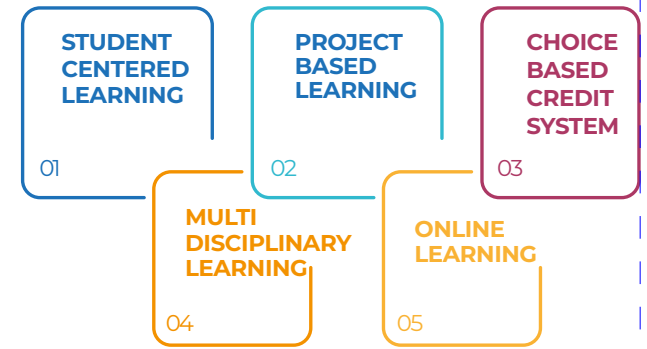 STUDENT
CENTERED
LEARNING
01
PROJECT
BASED
LEARNING
02
CHOICE
BASED
CREDIT
SYSTEM
03
MULTI
DISCIPLINARY
LEARNING
04
ONLINE
LEARNING
05